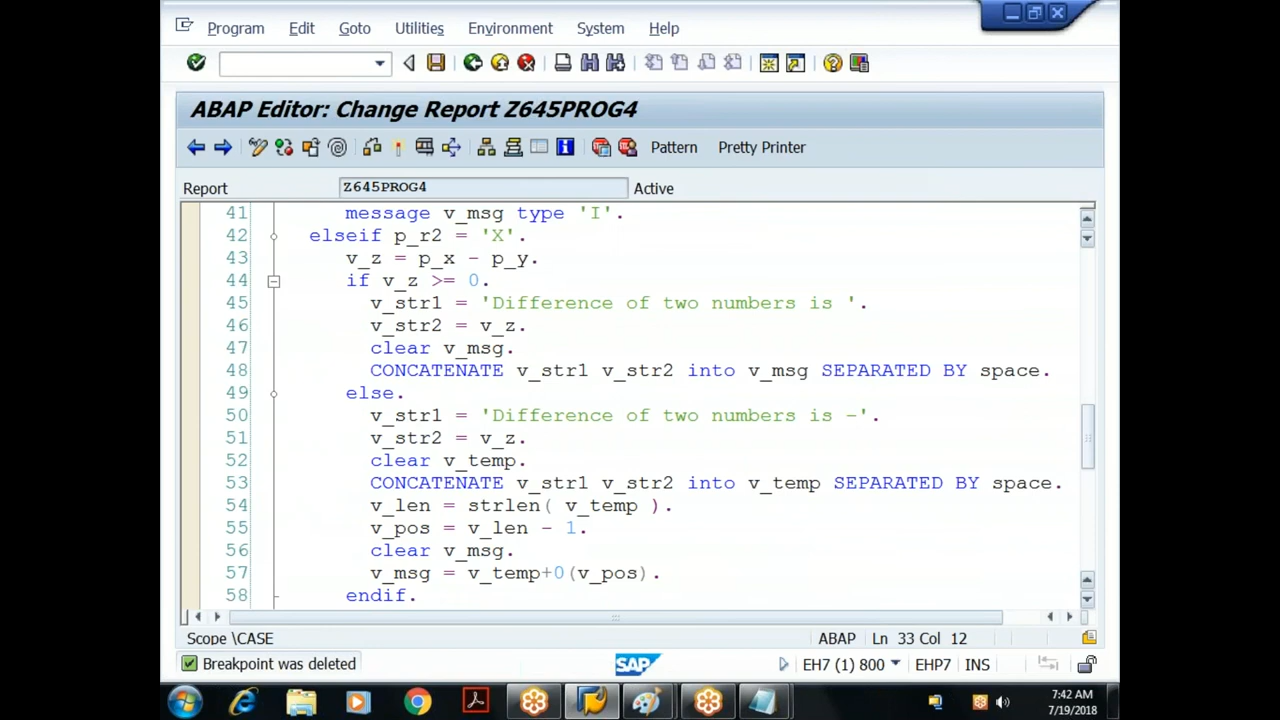 Program Edit Goto Utilities Environment System Help
ABAP Editor: Change Report Z645PROG4
Pattern Pretty Printer
Report Z645PROG4 Active
41 message v_msg type 'I'.
42 elseif p_r2 = 'X'.
43 v_z = p_x - p_y.
44 if v_z >= 0.
45 v_str1 = 'Difference of two numbers is '.
46 v_str2 = v_z.
47 clear v_msg.
48 CONCATENATE v_str1 v_str2 into v_msg SEPARATED BY space.
49 else.
50 v_str1 = 'Difference of two numbers is -'.
51 v_str2 = v_z.
52 clear v_temp.
53 CONCATENATE v_str1 v_str2 into v_temp SEPARATED BY space.
54 v_len = strlen( v_temp ).
55 v_pos = v_len - 1.
56 clear v_msg.
57 v_msg = v_temp+0(v_pos).
58 endif.
Scope \CASE ABAP Ln 33 Col 12
Breakpoint was deleted SAP EH7 (1) 800 EHP7 INS
7:42 AM
7/19/2018